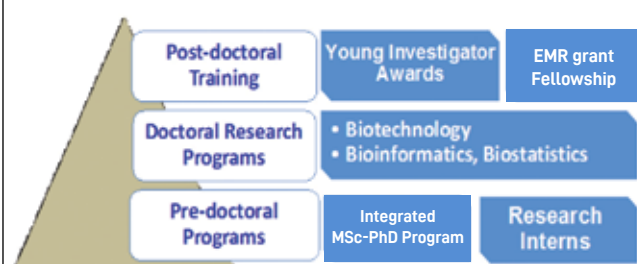 Post-doctoral
Training
Young Investigator
Awards
EMR grant
Fellowship
Doctoral Research
Programs
• Biotechnology
• Bioinformatics, Biostatistics
Pre-doctoral
Programs
Integrated
MSc-PhD Program
Research
Interns